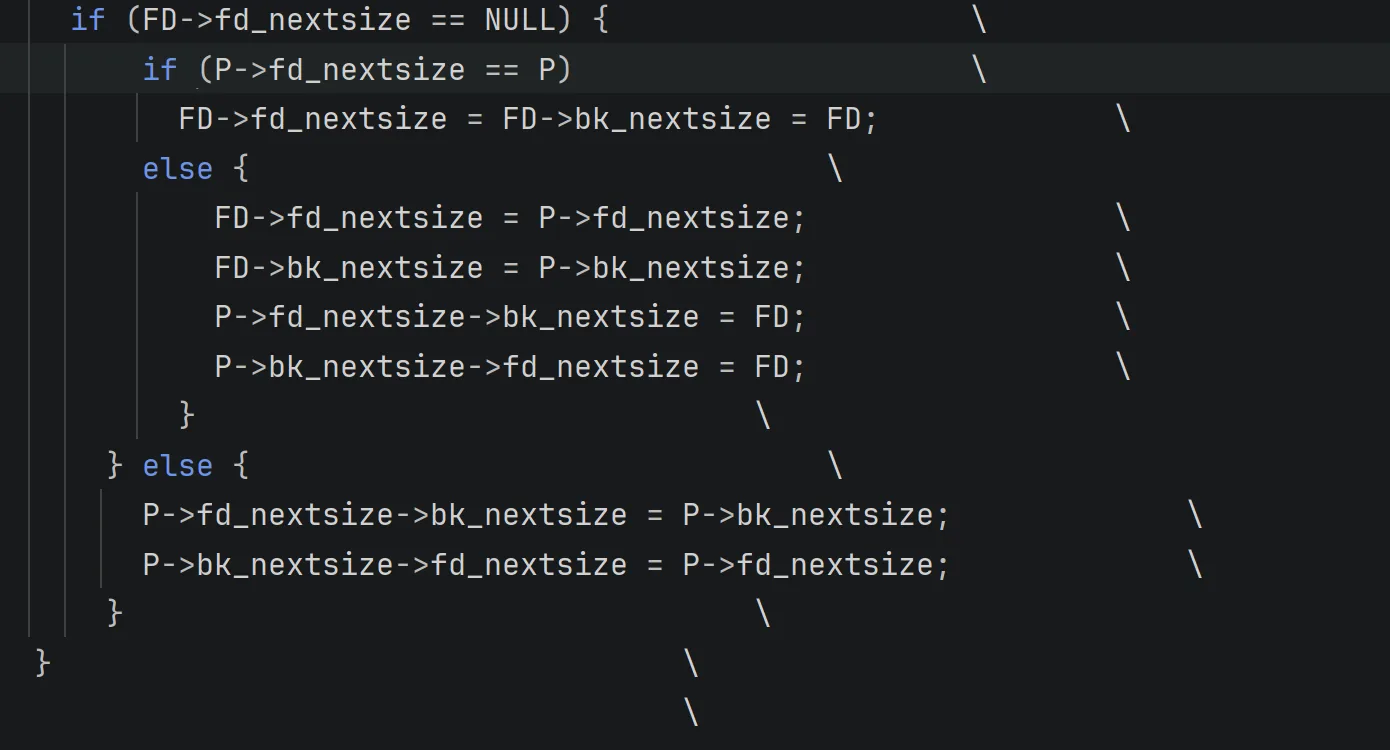 if (FD->fd_nextsize == NULL) { \
if (P->fd_nextsize == P) \
FD->fd_nextsize = FD->bk_nextsize = FD; \
else { \
FD->fd_nextsize = P->fd_nextsize; \
FD->bk_nextsize = P->bk_nextsize; \
P->fd_nextsize->bk_nextsize = FD; \
P->bk_nextsize->fd_nextsize = FD; \
} \
} else { \
P->fd_nextsize->bk_nextsize = P->bk_nextsize; \
P->bk_nextsize->fd_nextsize = P->fd_nextsize; \
} \
} \
\